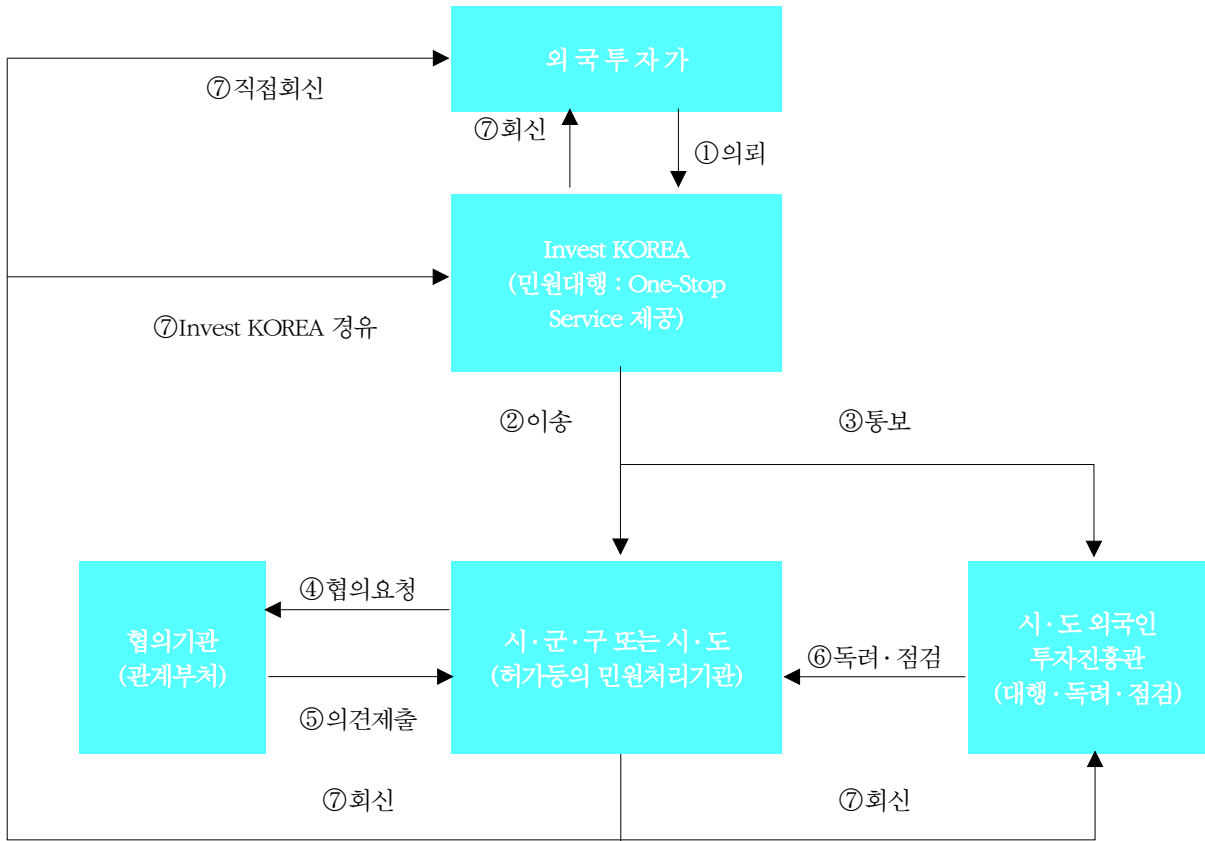 외국투자가
⑦직접회신
⑦회신
①의뢰
Invest KOREA
(민원대행 : One-Stop
Service 제공)
⑦Invest KOREA 경유
②이송
③통보
④협의요청
협의기관
(관계부처)
⑤의견제출
시·군·구 또는 시·도
(허가등의 민원처리기관)
⑥독려·점검
시·도 외국인
투자진흥관
(대행·독려·점검)
⑦회신
⑦회신